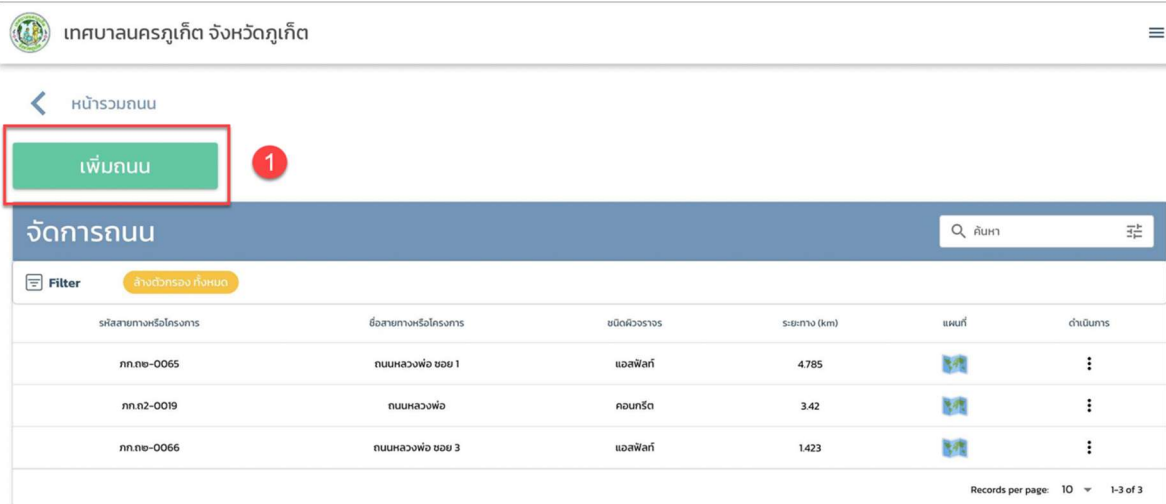 เทศบาลนครภูเก็ต จังหวัดภูเก็ต
หน้ารวมถนน
เพิ่มถนน
1
จัดการถนน
ค้นหา
Filter ล้างตัวกรอง ทั้งหมด
รหัสสายทางหรือโครงการ ชื่อสายทางหรือโครงการ ชนิดผิวจราจร ระยะทาง (km) แผนที่ ดำเนินการ
ภก.ถ๒-0065 ถนนหลวงพ่อ ซอย 1 แอสฟัลท์ 4.785
ภก.ถ2-0019 ถนนหลวงพ่อ คอนกรีต 3.42
ภก.ถ๒-0066 ถนนหลวงพ่อ ซอย 3 แอสฟัลท์ 1.423
Records per page: 10 1-3 of 3